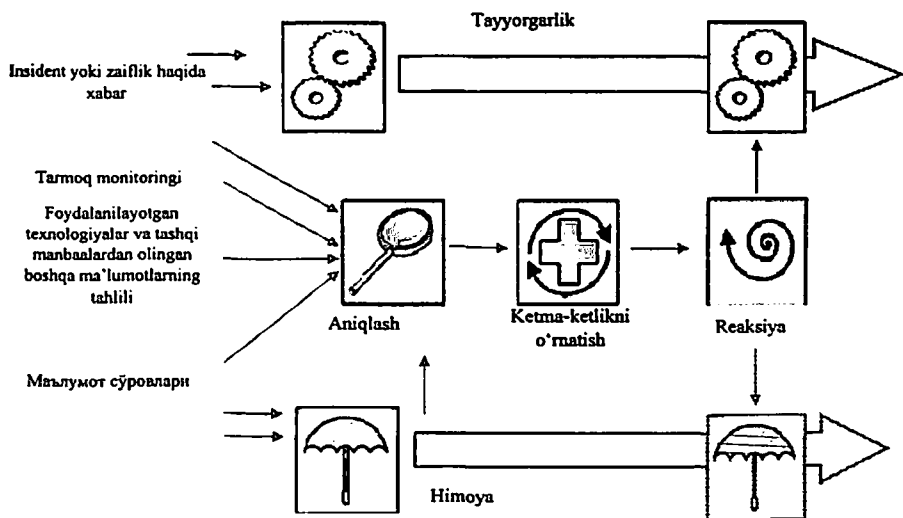 Tayyorgarlik
Insident yoki zaiflik haqida
xabar
Tarmoq monitoringi
Foydalanilayotgan
texnologiyalar va tashqi
manbaalardan olingan
boshqa ma'lumotlarning
tahlili
Aniqlash
Ketma-ketlikni
o'rnatish
Reaksiya
Маълумот сўровлари
Himoya